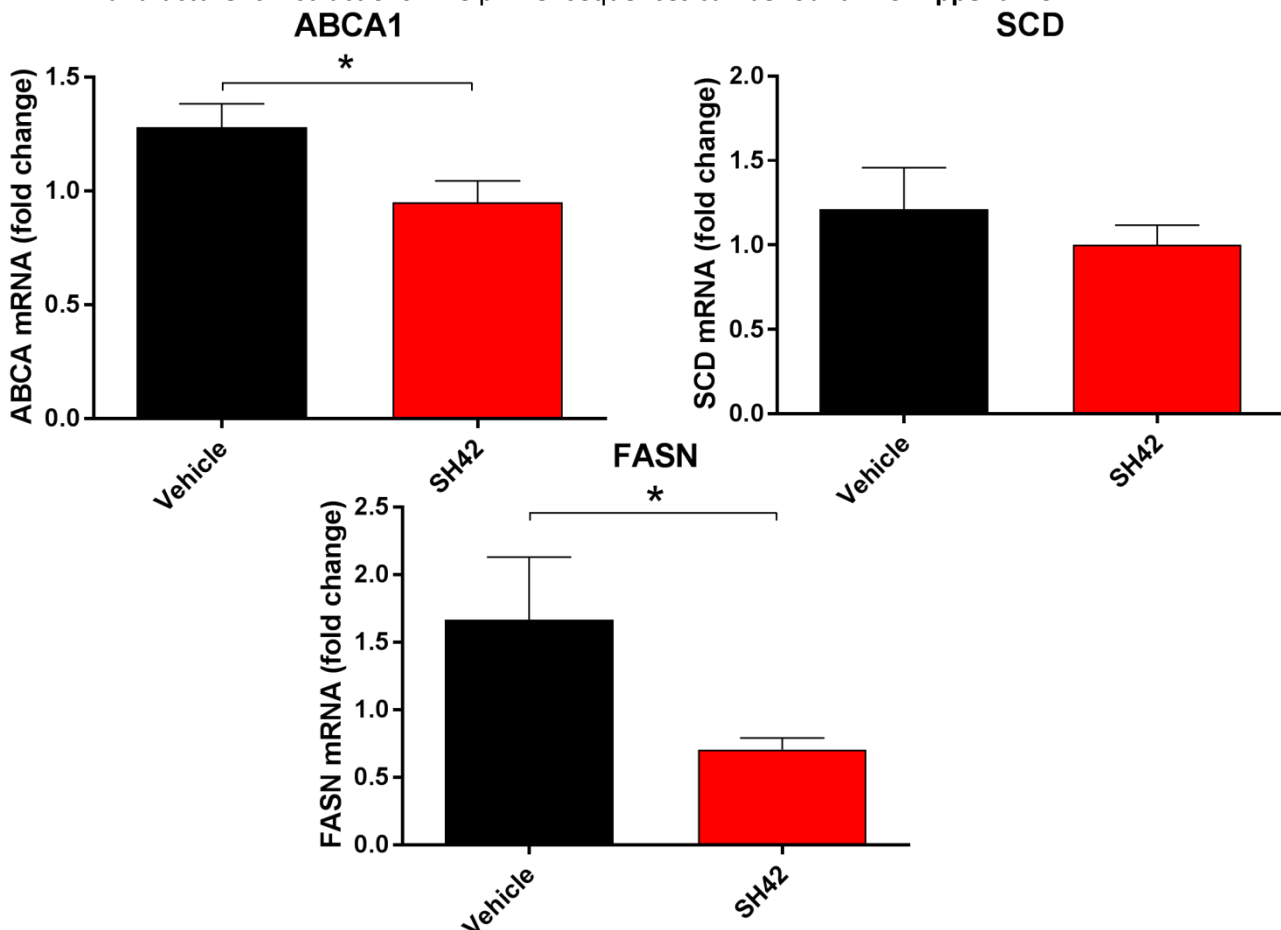 ABCA1
SCD
*
ABCA mRNA (fold change)
1.5
1.0
0.5
0.0
Vehicle
SH42
SCD mRNA (fold change)
2.0
1.5
1.0
0.5
0.0
Vehicle
SH42
FASN
*
FASN mRNA (fold change)
2.5
2.0
1.5
1.0
0.5
0.0
Vehicle
SH42